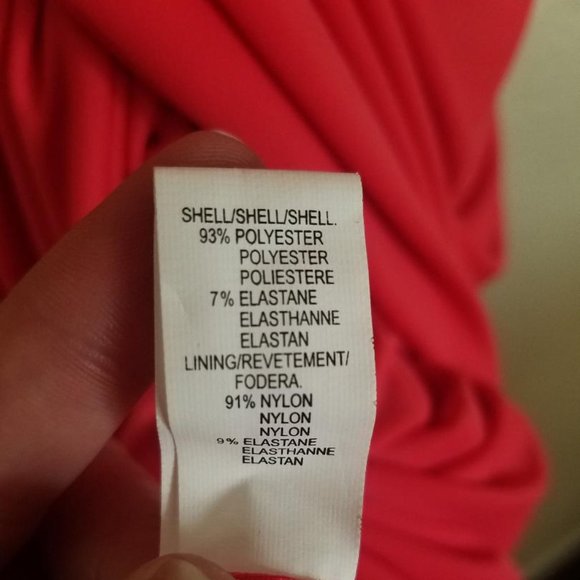 SHELL/SHELL/SHELL.
93% POLYESTER
POLYESTER
POLIESTERE
7% ELASTANE
ELASTHANNE
ELASTAN
LINING/REVETEMENT/
FODERA.
91% NYLON
NYLON
NYLON
9% ELASTANE
ELASTHANNE
ELASTAN